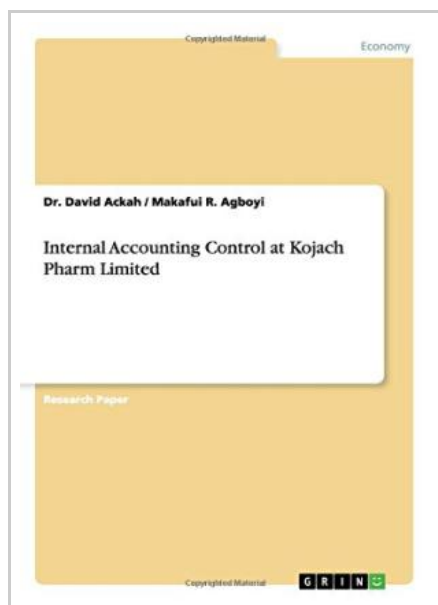 Copyrighted Material
Economy
Dr. David Ackah / Makafui R. Agboyi
Internal Accounting Control at Kojach
Pharm Limited
Research Paper
Copyrighted Material
GRIN